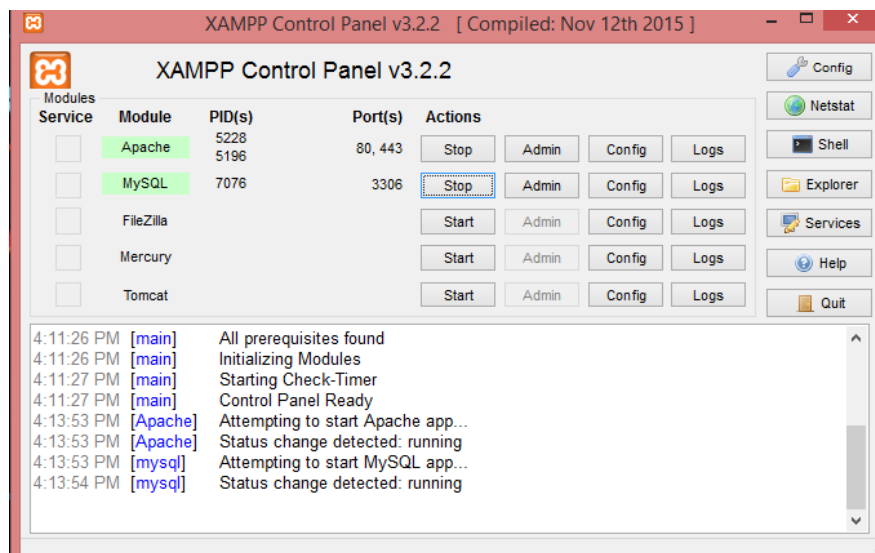 XAMPP Control Panel v3.2.2 [ Compiled: Nov 12th 2015 ]
XAMPP Control Panel v3.2.2
Config
Modules
Netstat
Service Module PID(s) Port(s) Actions
Apache 5228 5196 80, 443 Stop Admin Config Logs
Shell
MySQL 7076 3306 Stop Admin Config Logs
Explorer
FileZilla Start Admin Config Logs
Services
Mercury Start Admin Config Logs
Help
Tomcat Start Admin Config Logs
Quit
4:11:26 PM [main] All prerequisites found
4:11:26 PM [main] Initializing Modules
4:11:27 PM [main] Starting Check-Timer
4:11:27 PM [main] Control Panel Ready
4:13:53 PM [Apache] Attempting to start Apache app...
4:13:53 PM [Apache] Status change detected: running
4:13:53 PM [mysql] Attempting to start MySQL app...
4:13:54 PM [mysql] Status change detected: running